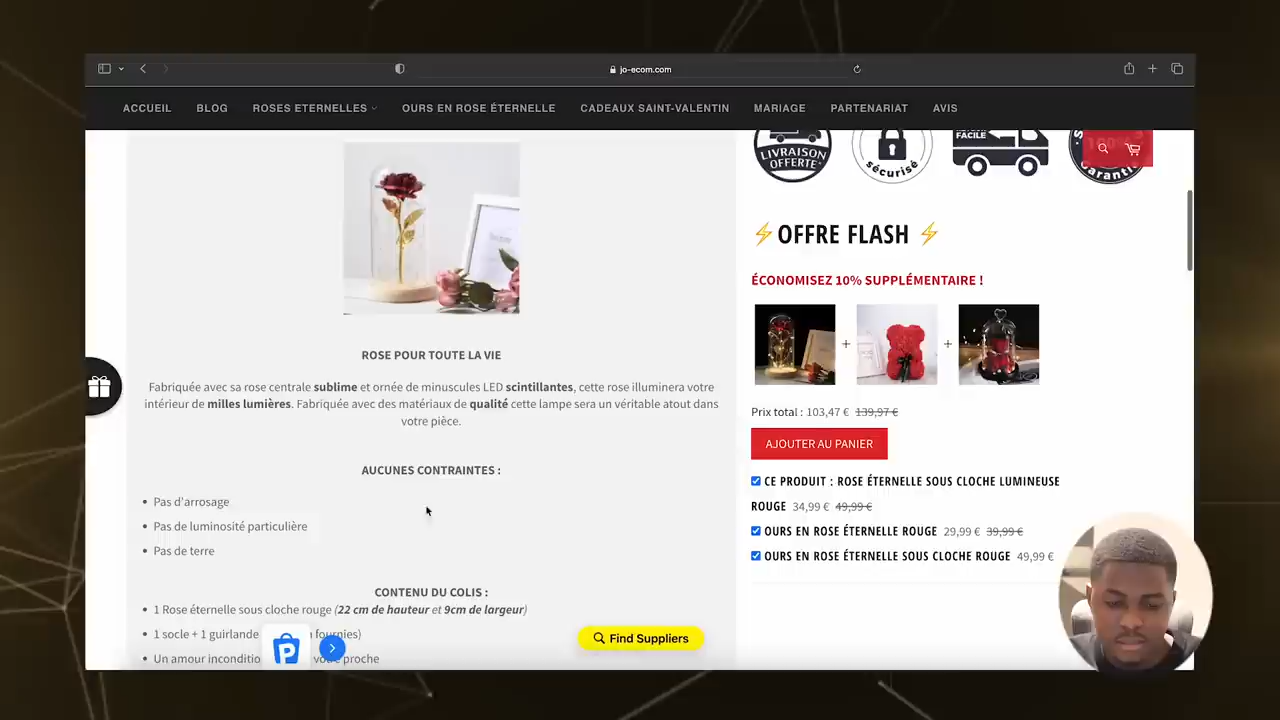 jo-ecom.com
ACCUEIL BLOG ROSES ETERNELLES OURS EN ROSE ÉTERNELLE CADEAUX SAINT-VALENTIN MARIAGE PARTENARIAT AVIS
LIVRAISON
OFFERTE
sécurisé
FACILE
100%
Garantie
⚡OFFRE FLASH ⚡
ÉCONOMISEZ 10% SUPPLÉMENTAIRE !
+ +
Prix total : 103,47 € 139,97 €
AJOUTER AU PANIER
CE PRODUIT : ROSE ÉTERNELLE SOUS CLOCHE LUMINEUSE
ROUGE 34,99 € 49,99 €
OURS EN ROSE ÉTERNELLE ROUGE 29,99 € 39,99 €
OURS EN ROSE ÉTERNELLE SOUS CLOCHE ROUGE 49,99 €
ROSE POUR TOUTE LA VIE
Fabriquée avec sa rose centrale sublime et ornée de minuscules LED scintillantes, cette rose illuminera votre
intérieur de milles lumières. Fabriquée avec des matériaux de qualité cette lampe sera un véritable atout dans
votre pièce.
AUCUNES CONTRAINTES :
• Pas d'arrosage
• Pas de luminosité particulière
• Pas de terre
CONTENU DU COLIS :
• 1 Rose éternelle sous cloche rouge (22 cm de hauteur et 9cm de largeur)
• 1 socle + 1 guirlande fournies)
• Un amour inconditio proche
Find Suppliers